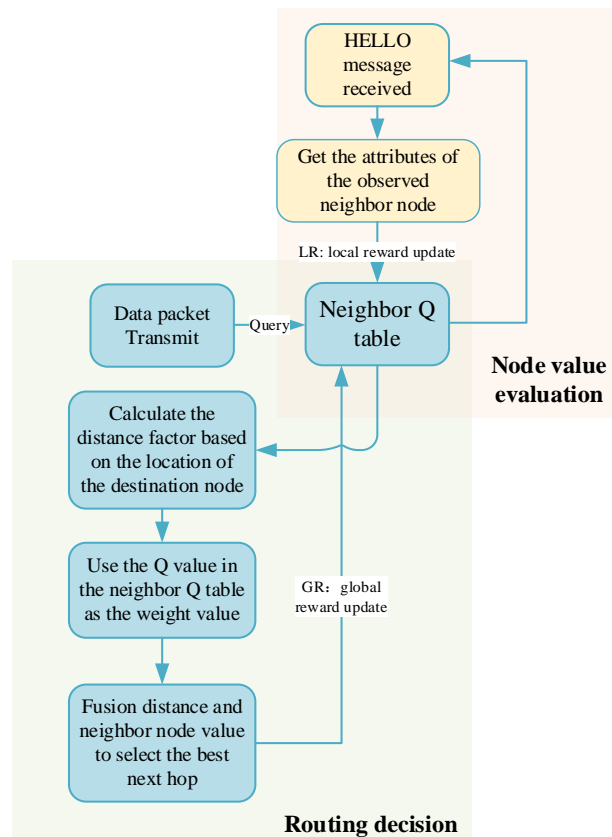 HELLO
message
received
Get the attributes of
the observed
neighbor node
LR: local reward update
Data packet
Transmit
Query
Neighbor Q
table
Node value
evaluation
Calculate the
distance factor based
on the location of
the destination node
Use the Q value in
the neighbor Q table
as the weight value
GR：global
reward update
Fusion distance and
neighbor node value
to select the best
next hop
Routing decision